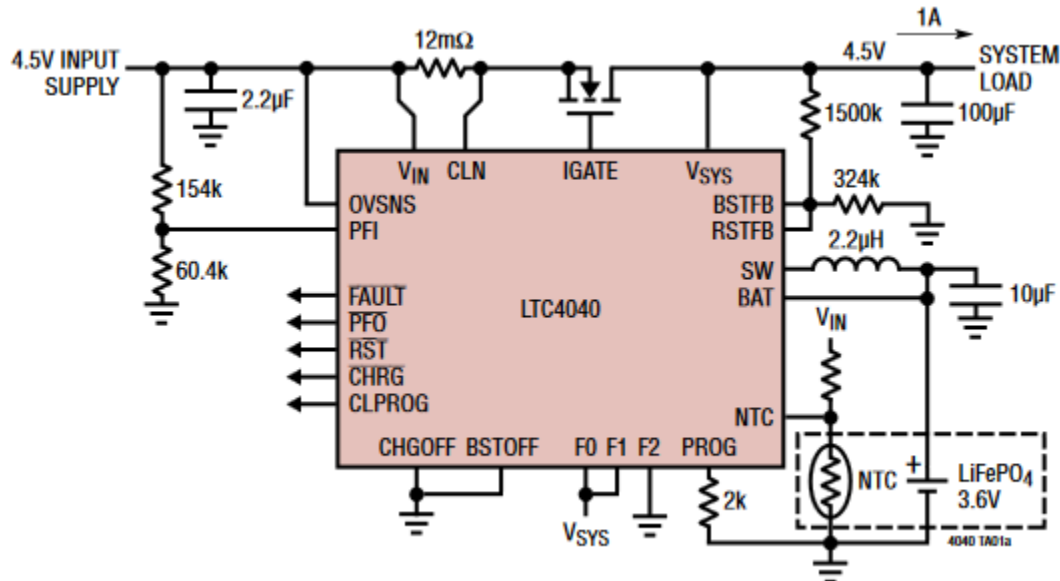 1A
4.5V INPUT
SUPPLY
12mΩ
4.5V
SYSTEM
LOAD
2.2µF
1500k
100µF
154k
VIN CLN IGATE VSYS
324k
OVSNS
BSTFB
PFI
RSTFB
2.2µH
60.4k
SW
FAULT
BAT
10µF
LTC4040
PFO
VIN
RST
CHRG
CLPROG
NTC
CHGOFF BSTOFF F0 F1 F2 PROG
+
NTC
LiFePO4
3.6V
2k
VSYS
4040 TA01a